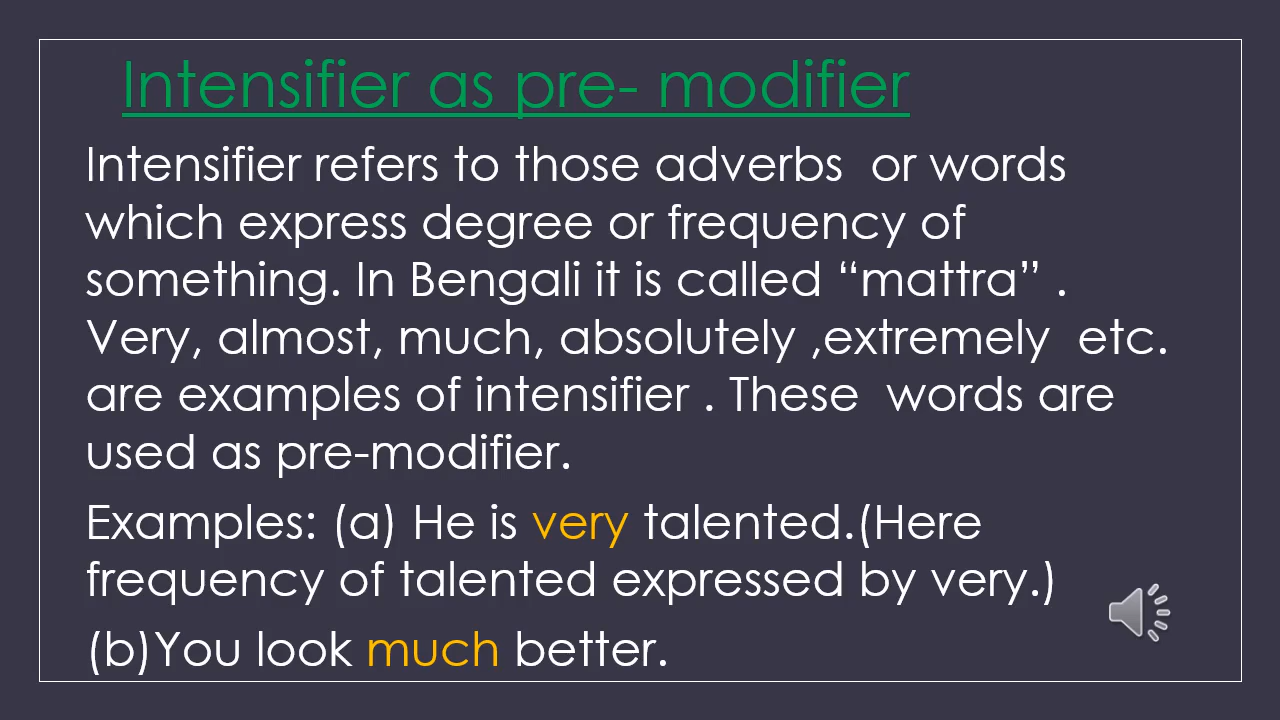 Intensifier as pre- modifier
Intensifier refers to those adverbs  or words
which express degree or frequency of
something. In Bengali it is called “mattra” .
Very, almost, much, absolutely ,extremely  etc.
are examples of intensifier . These  words are
used as pre-modifier.
Examples: (a) He is very talented.(Here
frequency of talented expressed by very.)
(b)You look much better.